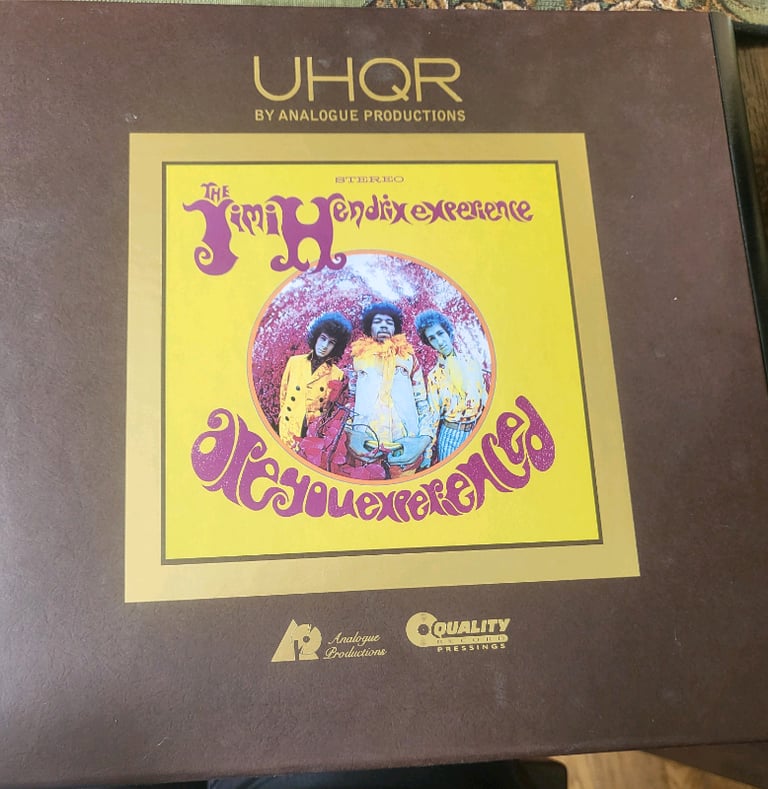 UHQR
BY ANALOGUE PRODUCTIONS
STEREO
THE
Jimi Hendrix experience
are you experienced
Analogue
Productions
QUALITY
RECORD
PRESSINGS